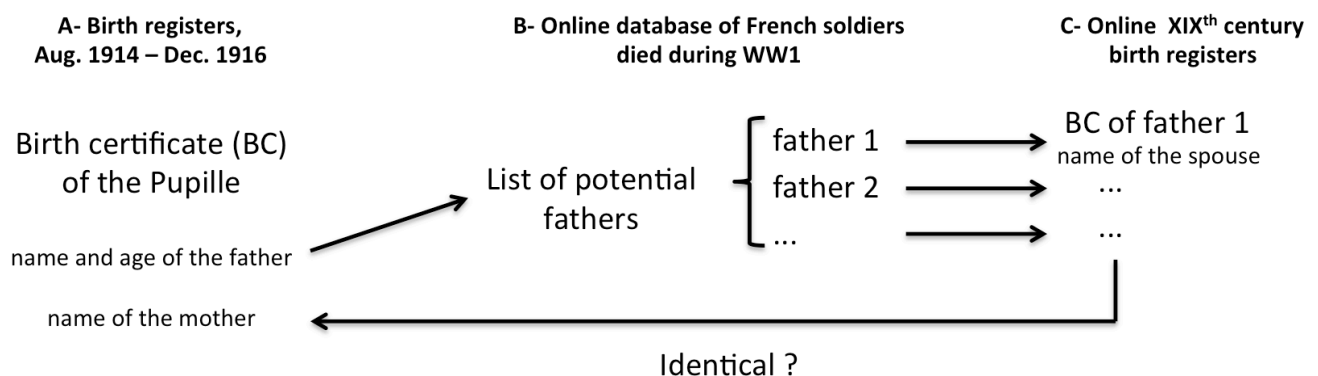 A- Birth registers,
Aug. 1914 – Dec. 1916
B- Online database of French soldiers
died during WW1
C- Online XIXth century
birth registers
Birth certificate (BC)
of the Pupille
name and age of the father
name of the mother
List of potential
fathers
father 1
father 2
...
BC of father 1
name of the spouse
...
...
Identical ?